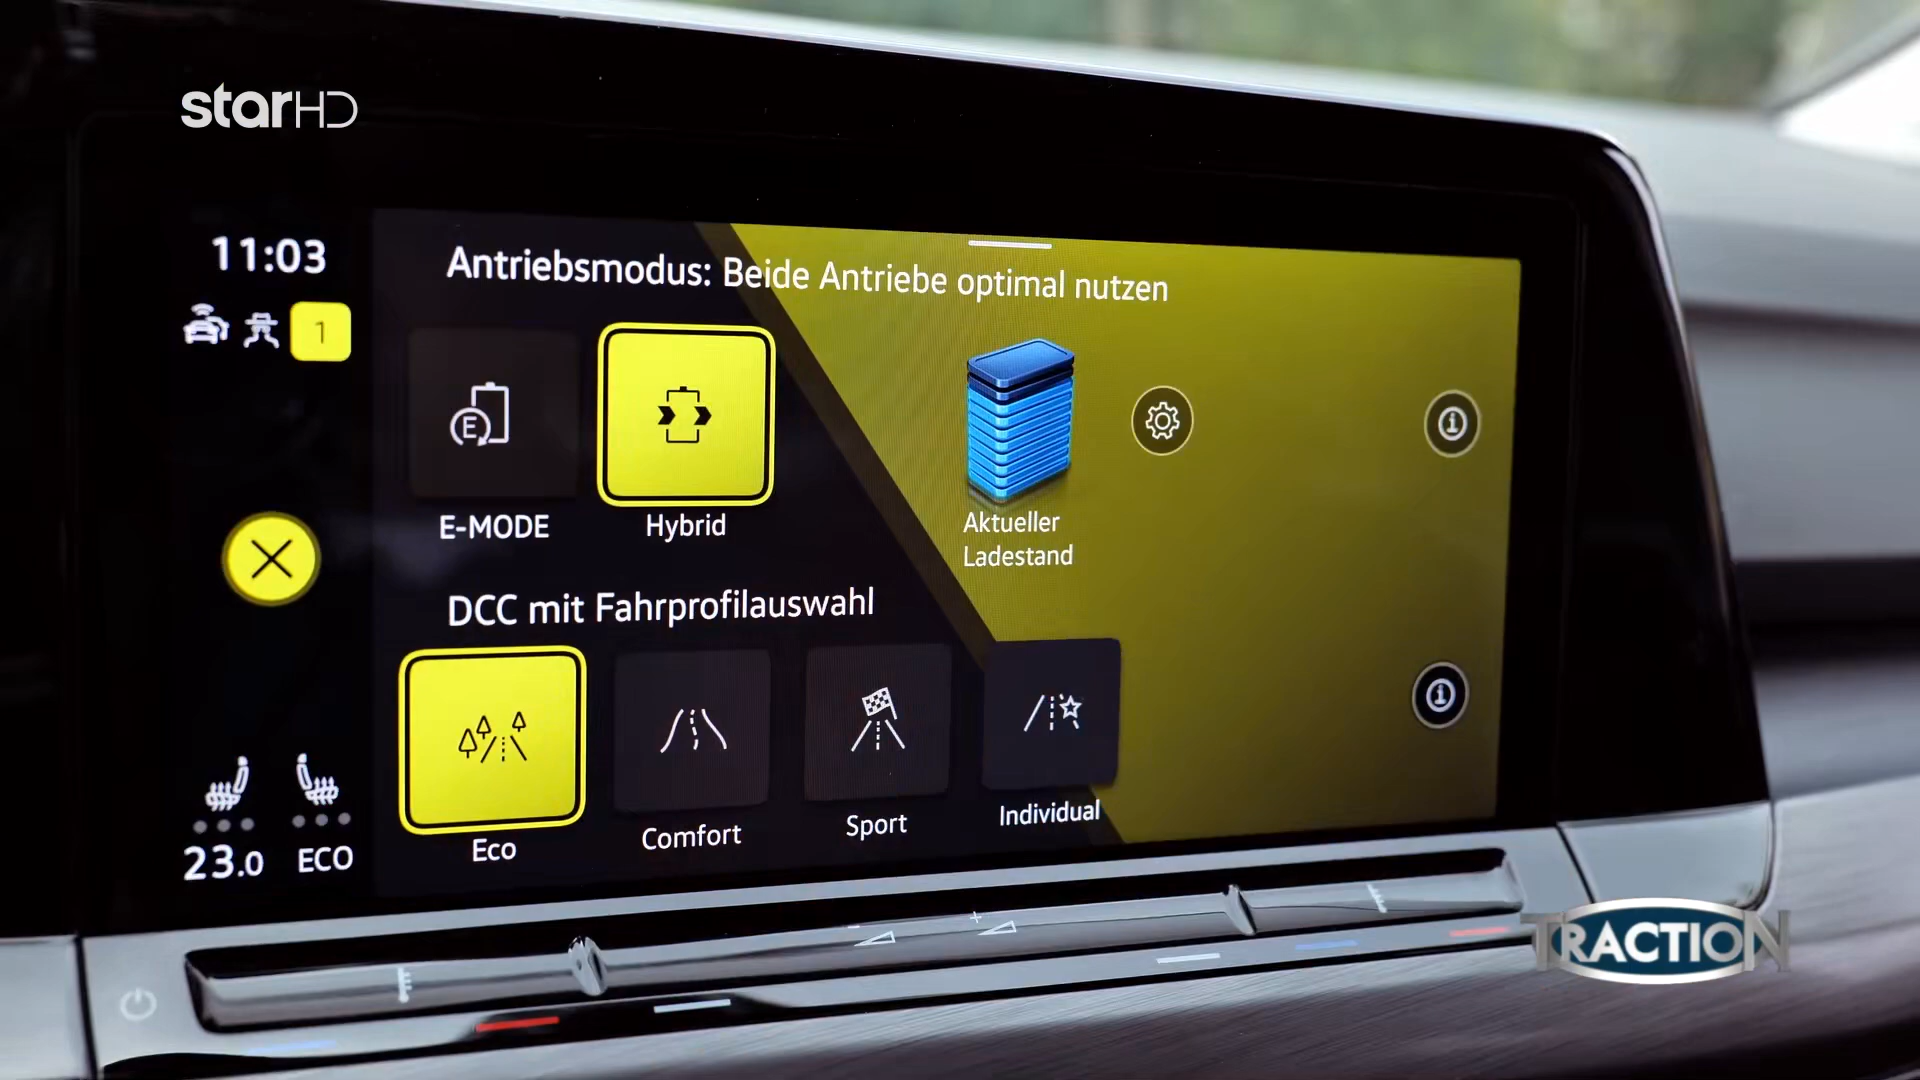 starHD
11:03
1
Antriebsmodus: Beide Antriebe optimal nutzen
E
E-MODE
Hybrid
Aktueller
Ladestand
DCC mit Fahrprofilauswahl
Eco
Comfort
Sport
Individual
23.0
ECO
TRACTION